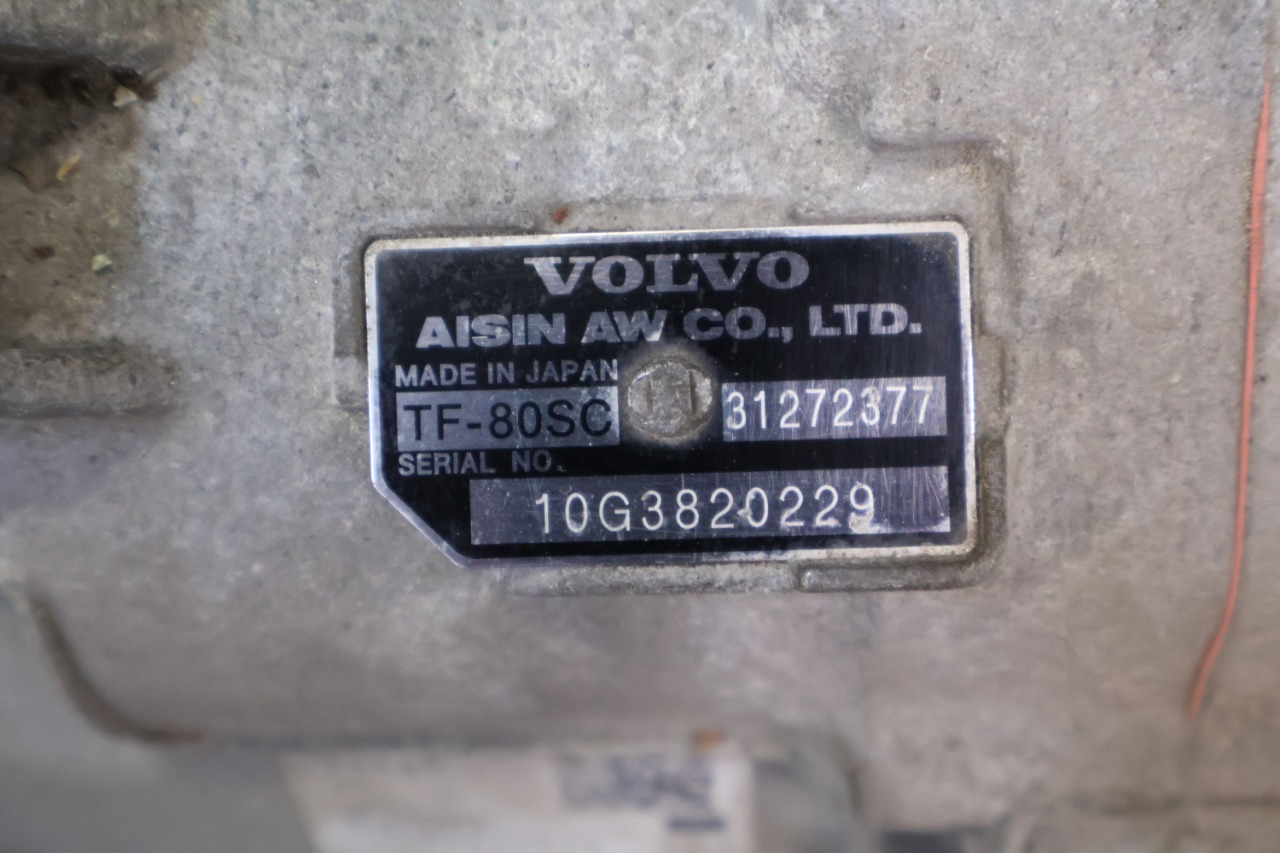 VOLVO
AISIN AW CO., LTD.
MADE IN JAPAN
TF-80SC 31272377
SERIAL NO.
10G3820229